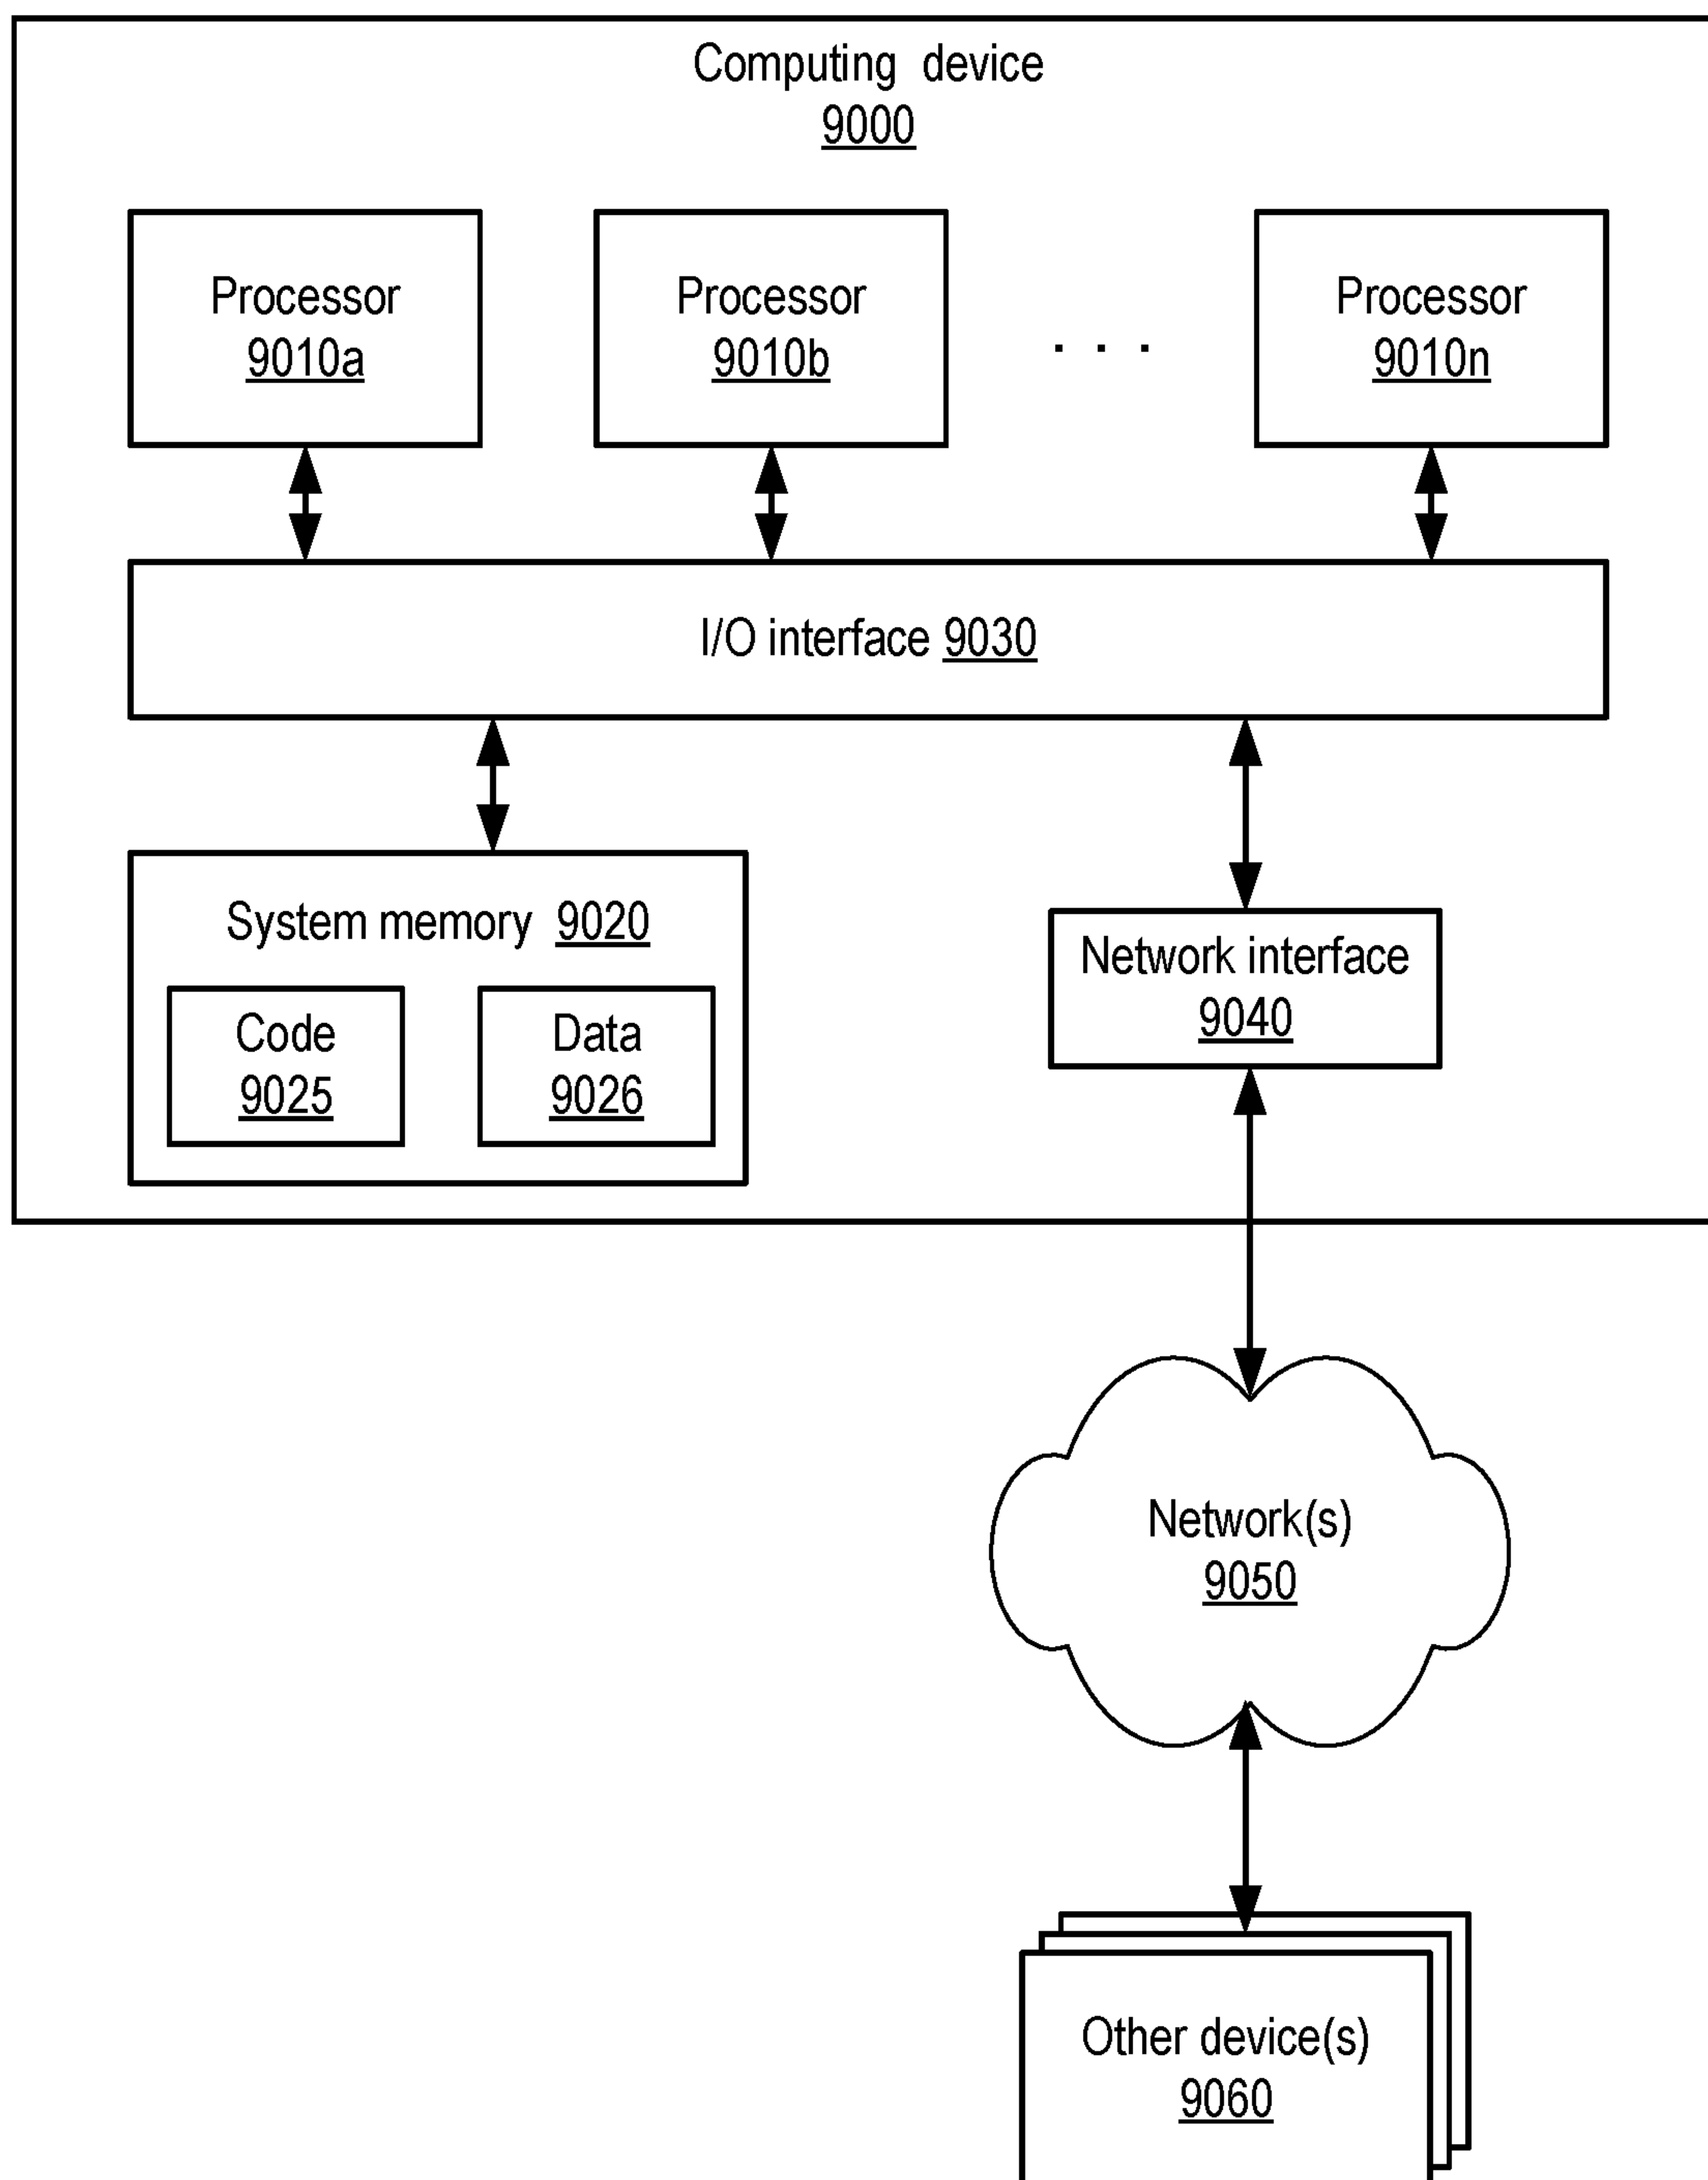 Computing device
9000
Processor
9010a
Processor
9010b
. . .
Processor
9010n
I/O interface 9030
System memory 9020
Code
9025
Data
9026
Network interface
9040
Network(s)
9050
Other device(s)
9060